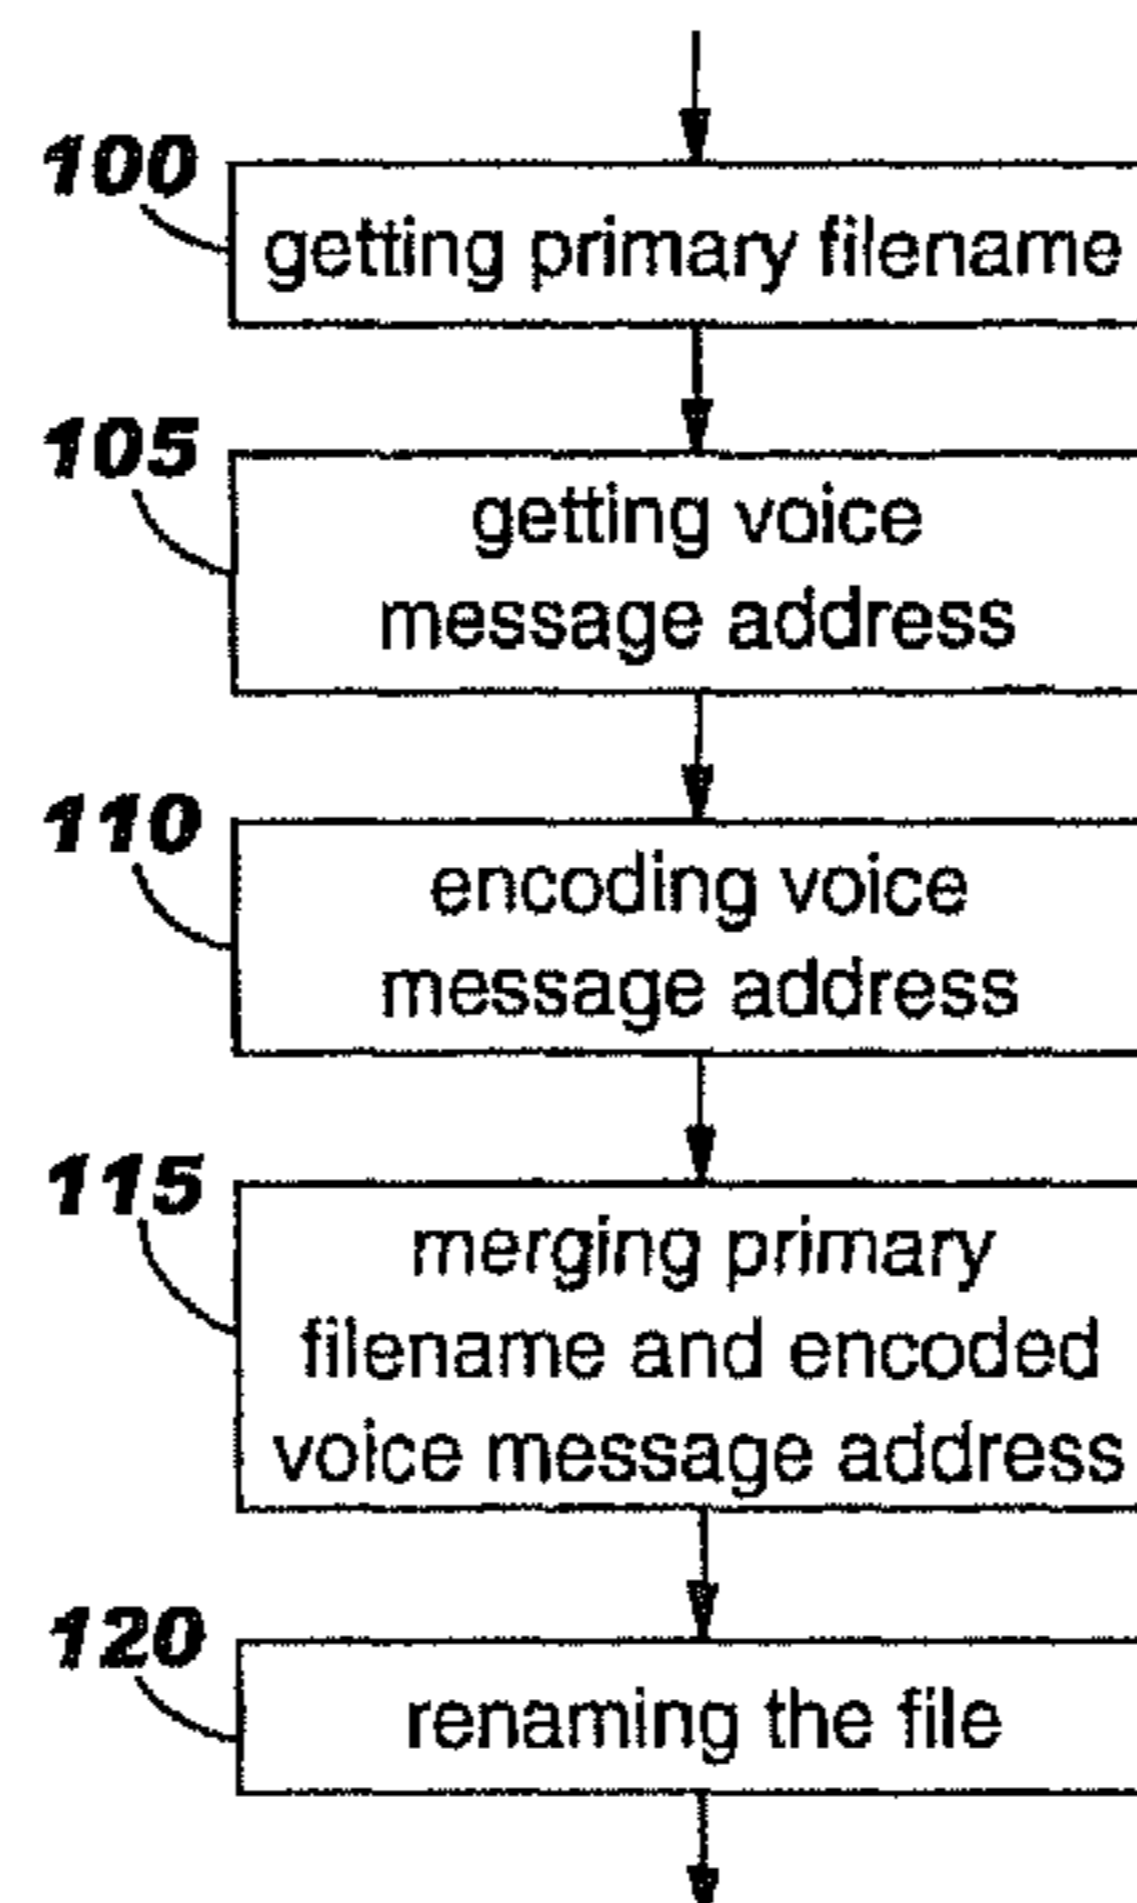 100
getting primary filename
105
getting voice
message address
110
encoding voice
message address
115
merging primary
filename and encoded
voice message address
120
renaming the file